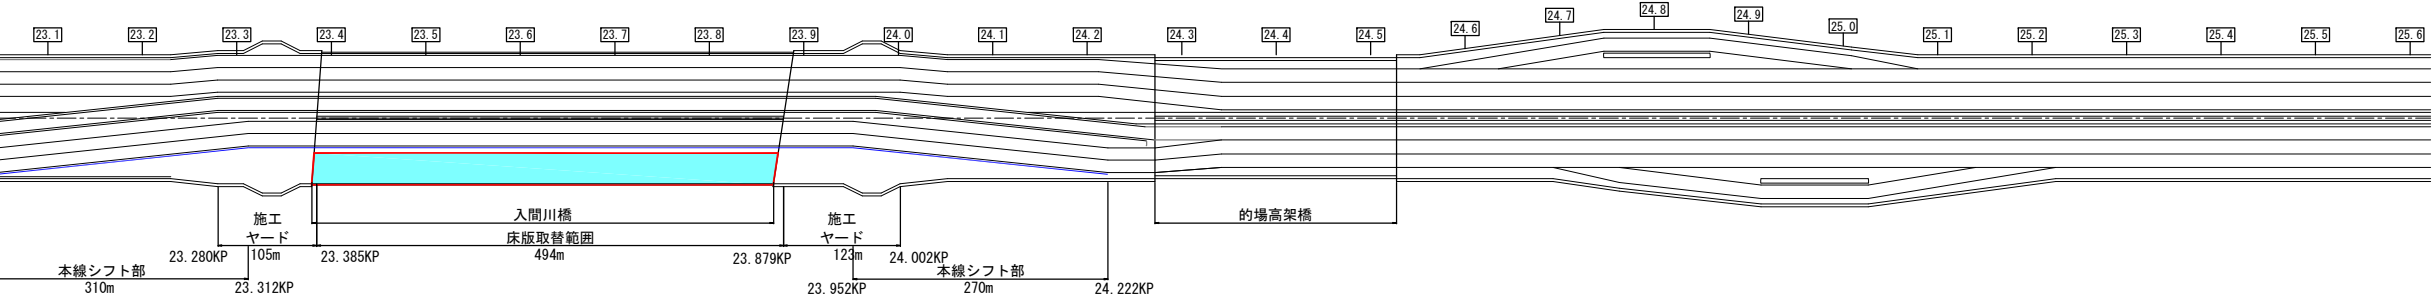 23.1 23.2 23.3 23.4 23.5 23.6 23.7 23.8 23.9 24.0 24.1 24.2 24.3 24.4 24.5 24.6 24.7 24.8 24.9 25.0 25.1 25.2 25.3 25.4 25.5 25.6
施工 入間川橋 施工 的場高架橋
ヤード 床版取替範囲 ヤード
23.280KP 105m 23.385KP 494m 23.879KP 123m 24.002KP
本線シフト部 本線シフト部
310m 23.312KP 23.952KP 270m 24.222KP